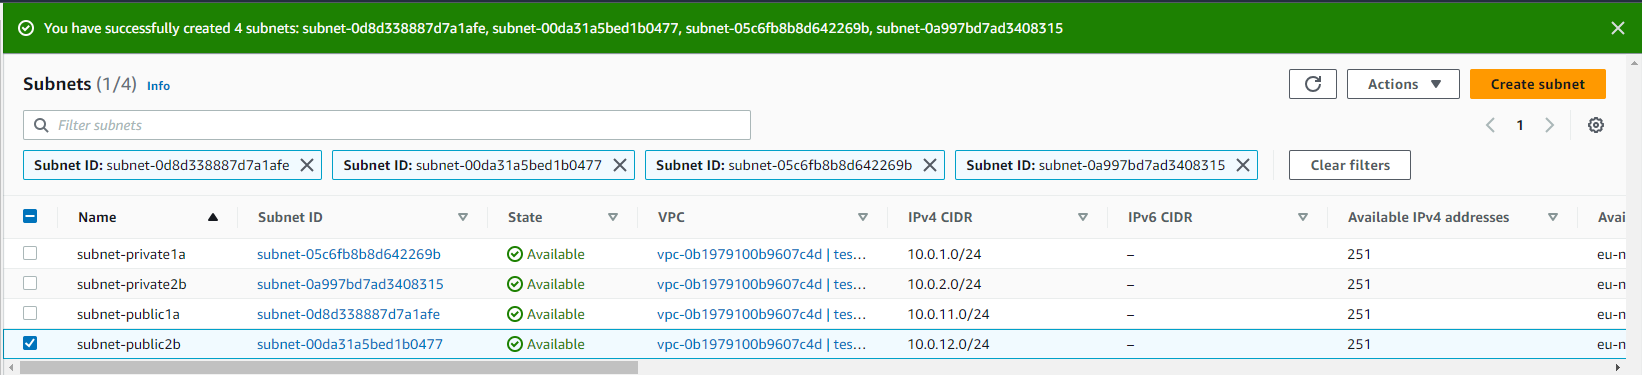 You have successfully created 4 subnets: subnet-0d8d338887d7a1afe, subnet-00da31a5bed1b0477, subnet-05c6fb8b8d642269b, subnet-0a997bd7ad3408315
Subnets (1/4) Info
Actions
Create subnet
Filter subnets
1
Subnet ID: subnet-0d8d338887d7a1afe
Subnet ID: subnet-00da31a5bed1b0477
Subnet ID: subnet-05c6fb8b8d642269b
Subnet ID: subnet-0a997bd7ad3408315
Clear filters
Name Subnet ID State VPC IPv4 CIDR IPv6 CIDR Available IPv4 addresses Avai
subnet-private1a subnet-05c6fb8b8d642269b Available vpc-0b1979100b9607c4d | tes... 10.0.1.0/24 – 251 eu-n
subnet-private2b subnet-0a997bd7ad3408315 Available vpc-0b1979100b9607c4d | tes... 10.0.2.0/24 – 251 eu-n
subnet-public1a subnet-0d8d338887d7a1afe Available vpc-0b1979100b9607c4d | tes... 10.0.11.0/24 – 251 eu-n
subnet-public2b subnet-00da31a5bed1b0477 Available vpc-0b1979100b9607c4d | tes... 10.0.12.0/24 – 251 eu-n